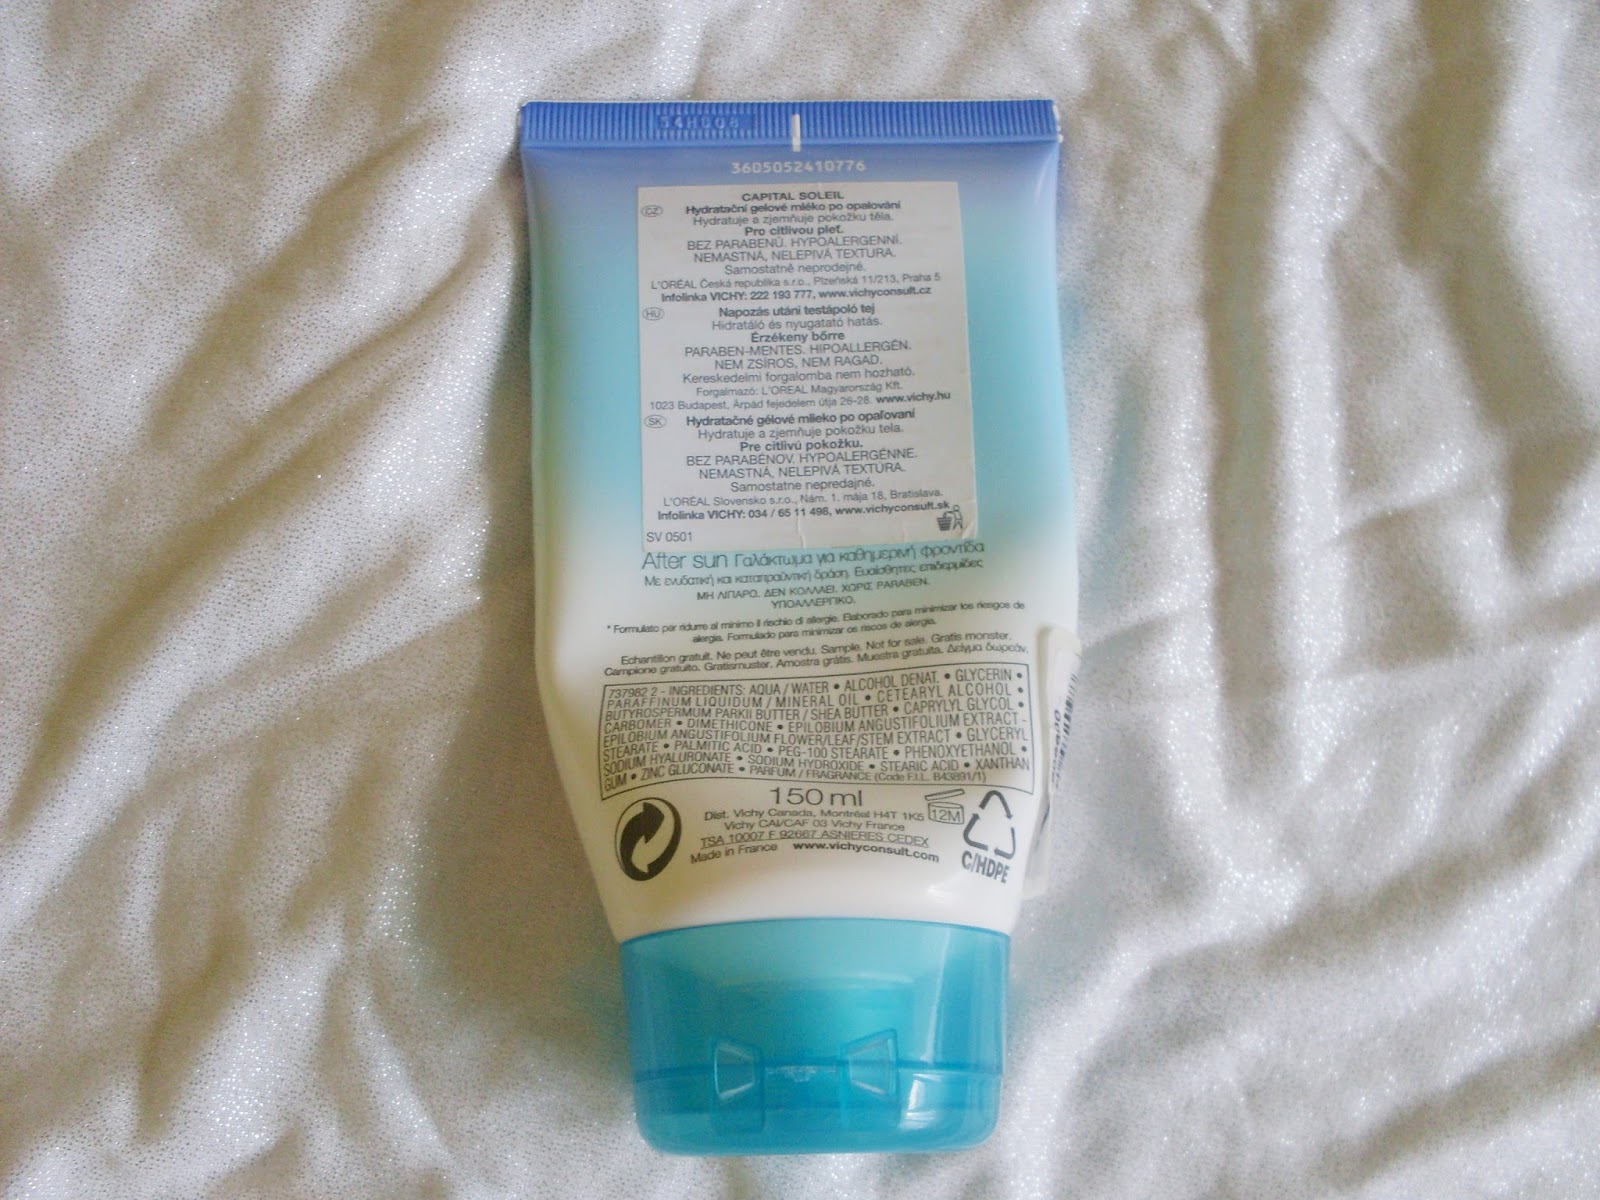 3605052410776
CAPITAL SOLEIL
CZ Hydratační gelové mléko po opalování
Hydratuje a zjemňuje pokožku těla.
Pro citlivou pleť.
BEZ PARABENŮ. HYPOALERGENNÍ.
NEMASTNÁ, NELEPIVÁ TEXTURA.
Samostatně neprodejné.
L'ORÉAL Česká republika s.r.o., Plzeňská 11/213, Praha 5
Infolinka VICHY: 222 193 777, www.vichyconsult.cz
HU Napozás utáni testápoló tej
Hidratáló és nyugatató hatás.
Érzékeny bőrre
PARABEN-MENTES. HIPOALLERGÉN.
NEM ZSÍROS, NEM RAGAD.
Kereskedelmi forgalomba nem hozható.
Forgalmazó: L'ORÉAL Magyarország Kft.
1023 Budapest, Árpád fejedelem útja 26-28. www.vichy.hu
SK Hydratačné gélové mlieko po opaľovaní
Hydratuje a zjemňuje pokožku tela.
Pre citlivú pokožku.
BEZ PARABÉNOV. HYPOALERGÉNNE.
NEMASTNÁ, NELEPIVÁ TEXTÚRA.
Samostatne nepredajné.
L'ORÉAL Slovensko s.r.o., Nám. 1. mája 18, Bratislava.
Infolinka VICHY: 034 / 65 11 498, www.vichyconsult.sk
SV 0501
After sun Γαλάκτωμα για καθημερινή φροντίδα
Με ενυδατική και καταπραϋντική δράση. Ευαίσθητες επιδερμίδες
ΜΗ ΛΙΠΑΡΟ. ΔΕΝ ΚΟΛΛΑΕΙ. ΧΩΡΙΣ PARABEN.
ΥΠΟΑΛΛΕΡΓΙΚΟ.
* Formulato per ridurre al minimo il rischio di allergie. Elaborado para minimizar los riesgos de
alergia. Formulado para minimizar os riscos de alergia.
Echantillon gratuit. Ne peut être vendu. Sample. Not for sale. Gratis monster.
Campione gratuito. Gratismuster. Amostra grátis. Muestra gratuita. Δείγμα δωρεάν.
737982 2 - INGREDIENTS: AQUA / WATER • ALCOHOL DENAT. • GLYCERIN •
PARAFFINUM LIQUIDUM / MINERAL OIL • CETEARYL ALCOHOL •
BUTYROSPERMUM PARKII BUTTER / SHEA BUTTER • CAPRYLYL GLYCOL •
CARBOMER • DIMETHICONE • EPILOBIUM ANGUSTIFOLIUM EXTRACT -
EPILOBIUM ANGUSTIFOLIUM FLOWER/LEAF/STEM EXTRACT • GLYCERYL
STEARATE • PALMITIC ACID • PEG-100 STEARATE • PHENOXYETHANOL •
SODIUM HYALURONATE • SODIUM HYDROXIDE • STEARIC ACID • XANTHAN
GUM • ZINC GLUCONATE • PARFUM / FRAGRANCE (Code F.I.L. B43891/1)
150 ml
Dist. Vichy Canada, Montréal H4T 1K5
12M
Vichy CAI/CAF 03 Vichy France
TSA 10007 F 92667 ASNIERES CEDEX
Made in France www.vichyconsult.com
C/HDPE